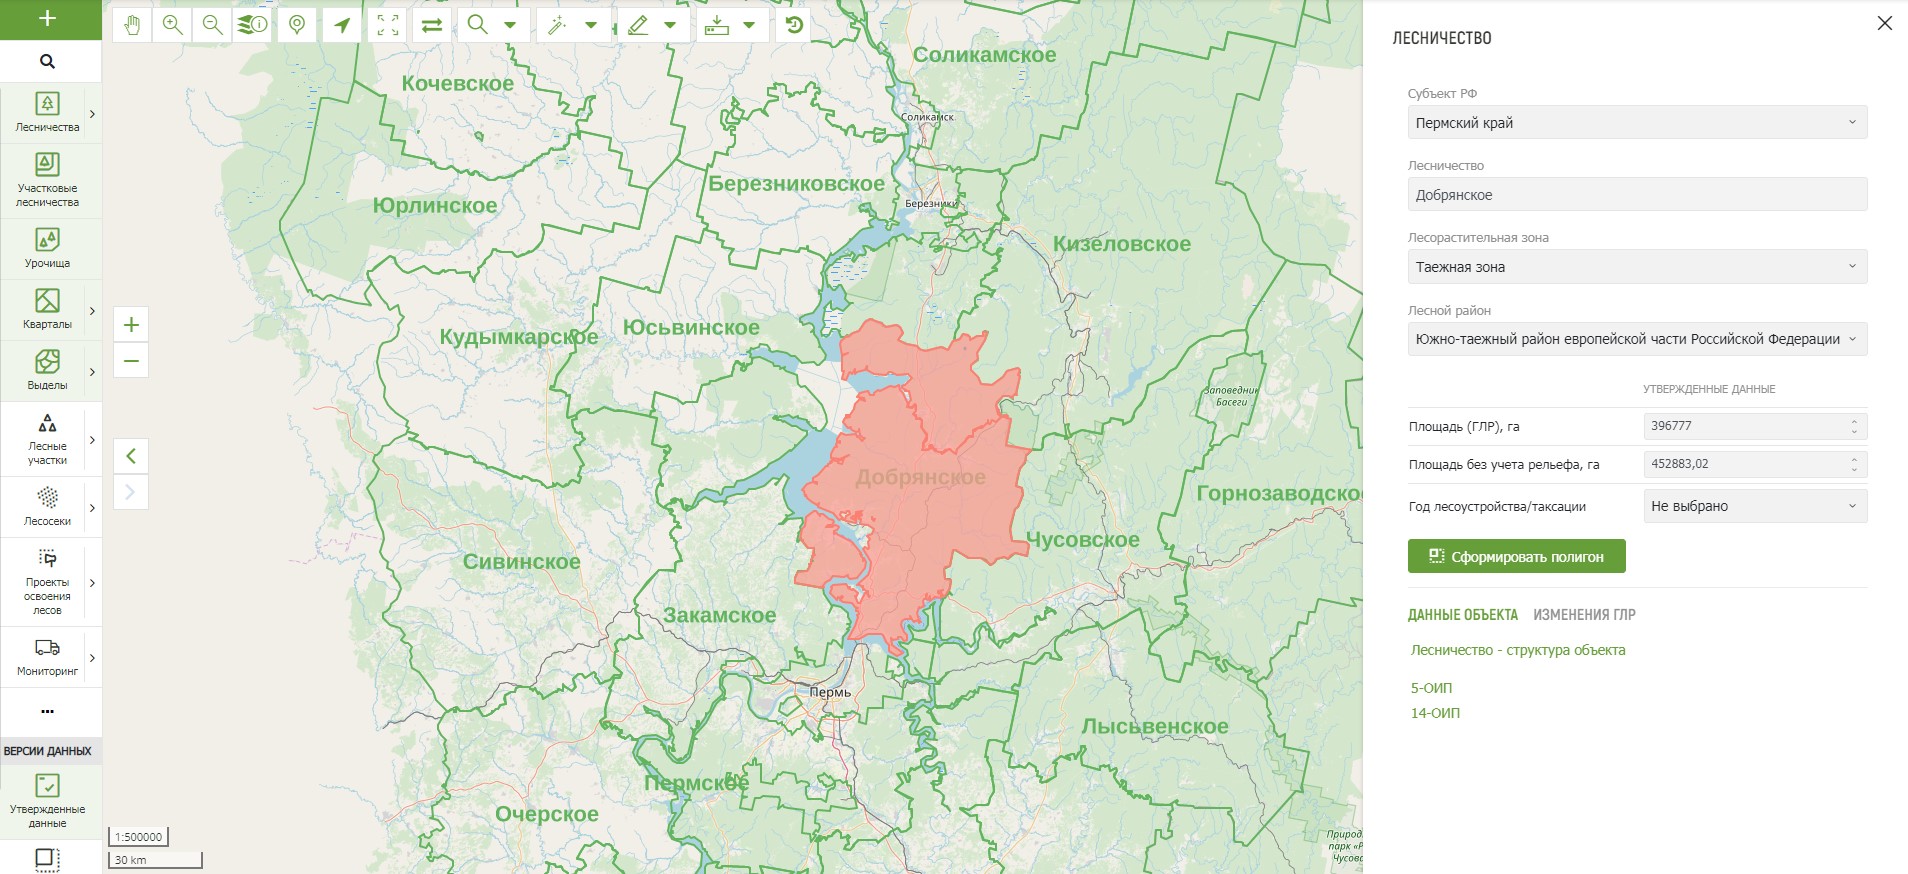 Лесничества
Участковые
лесничества
Урочища
Кварталы
Выделы
Лесные
участки
Лесосеки
Проекты
освоения
лесов
Мониторинг
...
ВЕРСИИ ДАННЫХ
Утвержденные
данные
Соликамское
Кочевское
Соликамск
Березниковское
Юрлинское
Березники
Кизеловское
Юсьвинское
Кудымкарское
Заповедник
Басеги
Добрянское
Горнозаводско
Чусовское
Сивинское
Закамское
Пермь
Лысьвенское
Пермское
Очерское
Природ
парк «Р
Чусова
1:500000
30 km
ЛЕСНИЧЕСТВО
Субъект РФ
Пермский край
Лесничество
Добрянское
Лесорастительная зона
Таежная зона
Лесной район
Южно-таежный район европейской части Российской Федерации
УТВЕРЖДЕННЫЕ ДАННЫЕ
Площадь (ГЛР), га
396777
Площадь без учета рельефа, га
452883,02
Год лесоустройства/таксации
Не выбрано
Сформировать полигон
ДАННЫЕ ОБЪЕКТА ИЗМЕНЕНИЯ ГЛР
Лесничество - структура объекта
5-ОИП
14-ОИП